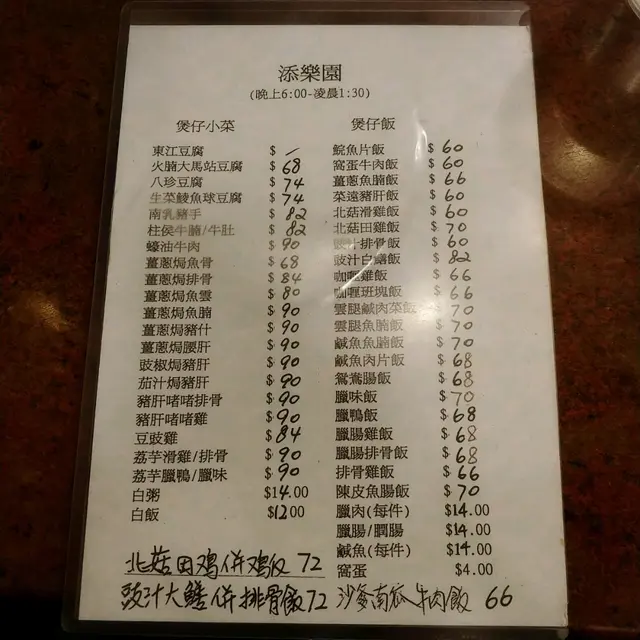 添樂園
(晚上6:00-凌晨1:30)
煲仔小菜
東江豆腐 $ —
火腩大馬站豆腐 $ 68
八珍豆腐 $ 74
生菜鯪魚球豆腐 $ 74
南乳豬手 $ 82
柱侯牛腩/牛肚 $ 82
蠔油牛肉 $ 90
薑蔥焗魚骨 $ 68
薑蔥焗排骨 $ 84
薑蔥焗魚雲 $ 80
薑蔥焗魚腩 $ 90
薑蔥焗豬什 $ 90
薑蔥焗腰肝 $ 90
豉椒焗豬肝 $ 90
茄汁焗豬肝 $ 90
豬肝啫啫排骨 $ 90
豬肝啫啫雞 $ 90
豆豉雞 $ 84
荔芋滑雞/排骨 $ 90
荔芋臘鴨/臘味 $ 90
白粥 $14.00
白飯 $12.00
煲仔飯
鯇魚片飯 $ 60
窩蛋牛肉飯 $ 60
薑蔥魚腩飯 $ 66
菜遠豬肝飯 $ 60
北菇滑雞飯 $ 60
北菇田雞飯 $ 70
豉汁排骨飯 $ 60
豉汁白鱔飯 $ 82
咖喱雞飯 $ 66
咖喱班塊飯 $ 66
雲腿鹹肉菜飯 $ 70
雲腿魚腩飯 $ 70
鹹魚魚腩飯 $ 70
鹹魚肉片飯 $ 68
鴛鴦腸飯 $ 68
臘味飯 $ 70
臘鴨飯 $ 68
臘腸雞飯 $ 68
臘腸排骨飯 $ 68
排骨雞飯 $ 66
陳皮魚腸飯 $ 70
臘肉(每件) $14.00
臘腸/膶腸 $14.00
鹹魚(每件) $14.00
窩蛋 $4.00
北菇田鸡併鸡飯 72
豉汁大鱔併排骨飯 72
沙爹南瓜牛肉飯 66